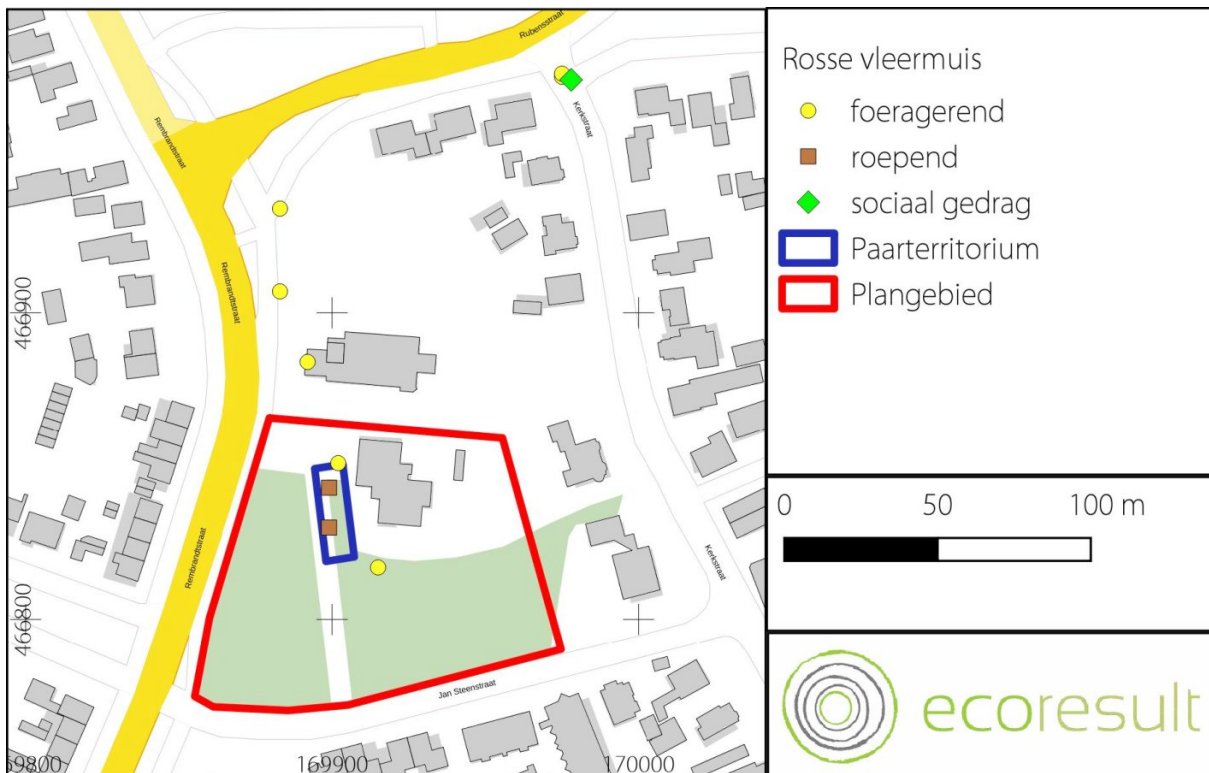 Rubensstraat
Rembrandtstraat
Kerkstraat
Rembrandtstraat
466900
Rembrandtstraat
Kerkstraat
466800
Jan Steenstraat
69800
169900
170000
Rosse vleermuis
foeragerend
roepend
sociaal gedrag
Paarterritorium
Plangebied
0 50 100 m
ecoresult